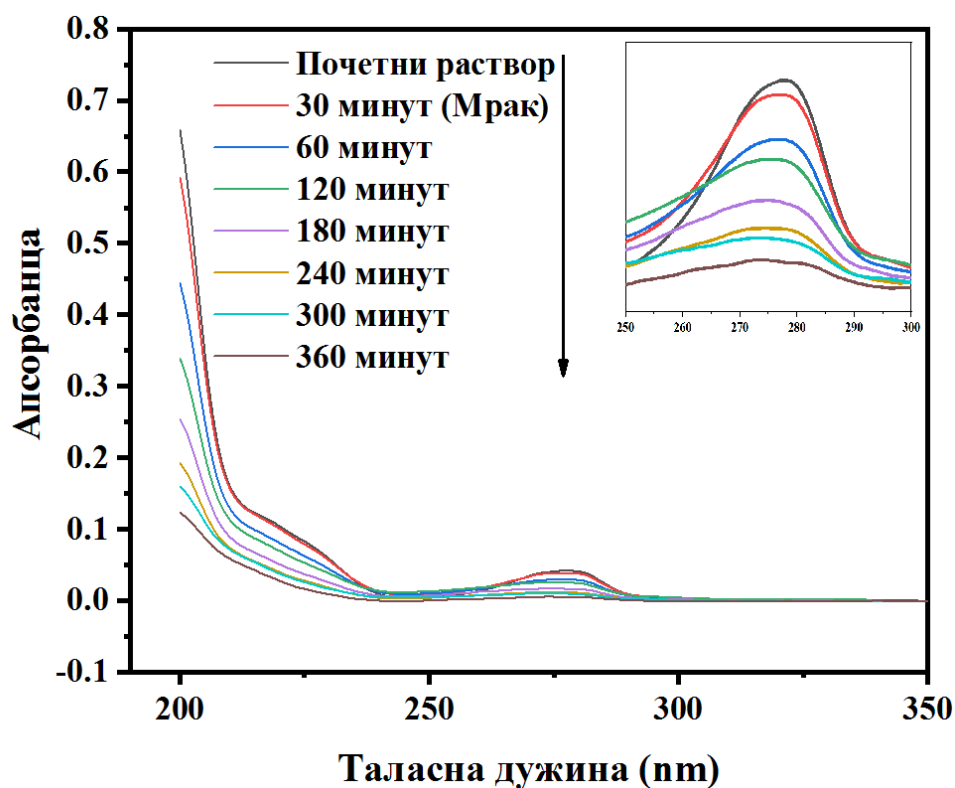 0.8
0.7
0.6
0.5
0.4
0.3
0.2
0.1
0.0
-0.1
Апсорбанца
Почетни раствор
30 минут (Мрак)
60 минут
120 минут
180 минут
240 минут
300 минут
360 минут
250 260 270 280 290 300
200 250 300 350
Таласна дужина (nm)